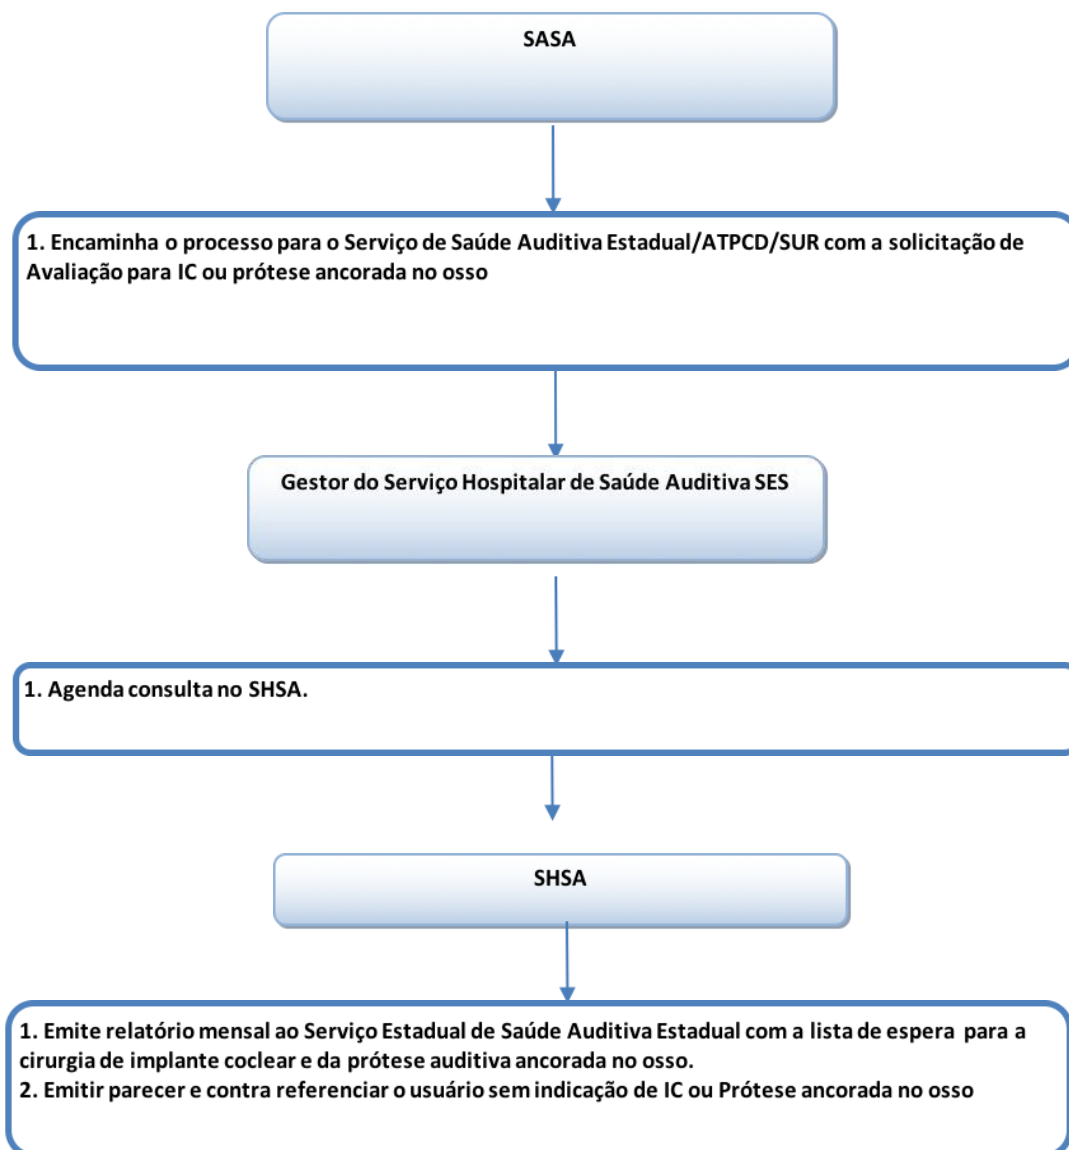 SASA
1. Encaminha o processo para o Serviço de Saúde Auditiva Estadual/ATPCD/SUR com a solicitação de
Avaliação para IC ou prótese ancorada no osso
Gestor do Serviço Hospitalar de Saúde Auditiva SES
1. Agenda consulta no SHSA.
SHSA
1. Emite relatório mensal ao Serviço Estadual de Saúde Auditiva Estadual com a lista de espera para a
cirurgia de implante coclear e da prótese auditiva ancorada no osso.
2. Emitir parecer e contra referenciar o usuário sem indicação de IC ou Prótese ancorada no osso